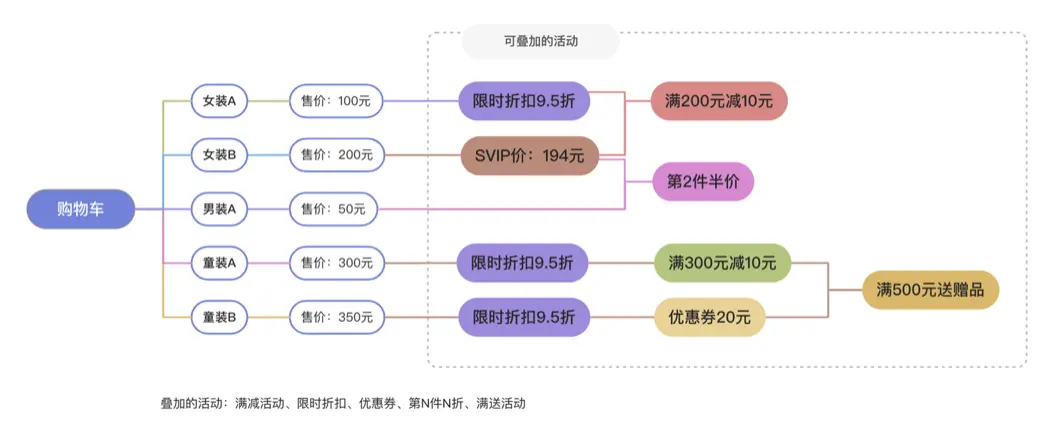 可叠加的活动
女装A
售价：100元
限时折扣9.5折
满200元减10元
女装B
售价：200元
SVIP价：194元
第2件半价
购物车
男装A
售价：50元
童装A
售价：300元
限时折扣9.5折
满300元减10元
满500元送赠品
童装B
售价：350元
限时折扣9.5折
优惠券20元
叠加的活动：满减活动、限时折扣、优惠券、第N件N折、满送活动